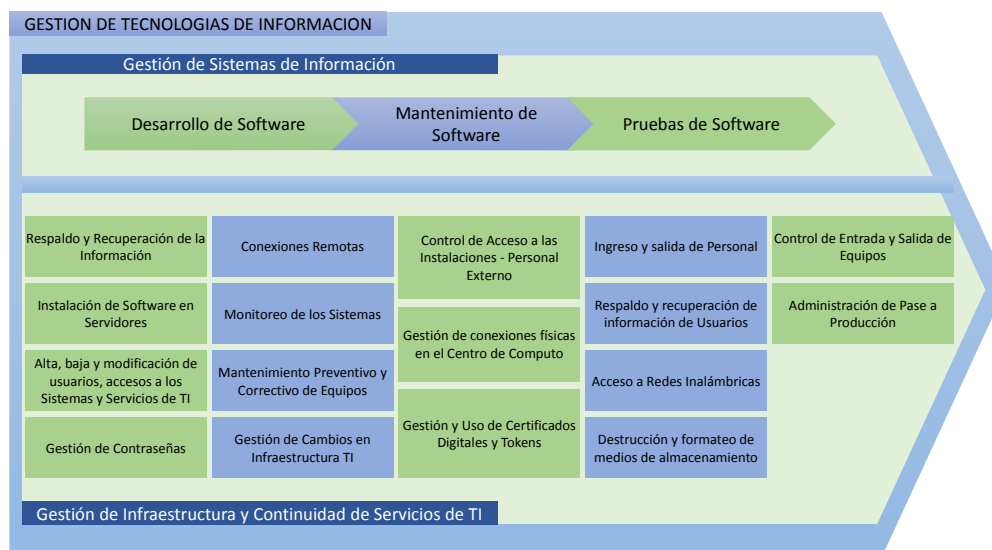 GESTION DE TECNOLOGIAS DE INFORMACION
Gestión de Sistemas de Información
Desarrollo de Software
Mantenimiento de
Software
Pruebas de Software
Respaldo y Recuperación de la
Información
Instalación de Software en
Servidores
Alta, baja y modificación de
usuarios, accesos a los
Sistemas y Servicios de TI
Gestión de Contraseñas
Conexiones Remotas
Monitoreo de los Sistemas
Mantenimiento Preventivo y
Correctivo de Equipos
Gestión de Cambios en
Infraestructura TI
Control de Acceso a las
Instalaciones - Personal
Externo
Gestión de conexiones físicas
en el Centro de Computo
Gestión y Uso de Certificados
Digitales y Tokens
Ingreso y salida de Personal
Respaldo y recuperación de
información de Usuarios
Acceso a Redes Inalámbricas
Destrucción y formateo de
medios de almacenamiento
Control de Entrada y Salida de
Equipos
Administración de Pase a
Producción
Gestión de Infraestructura y Continuidad de Servicios de TI